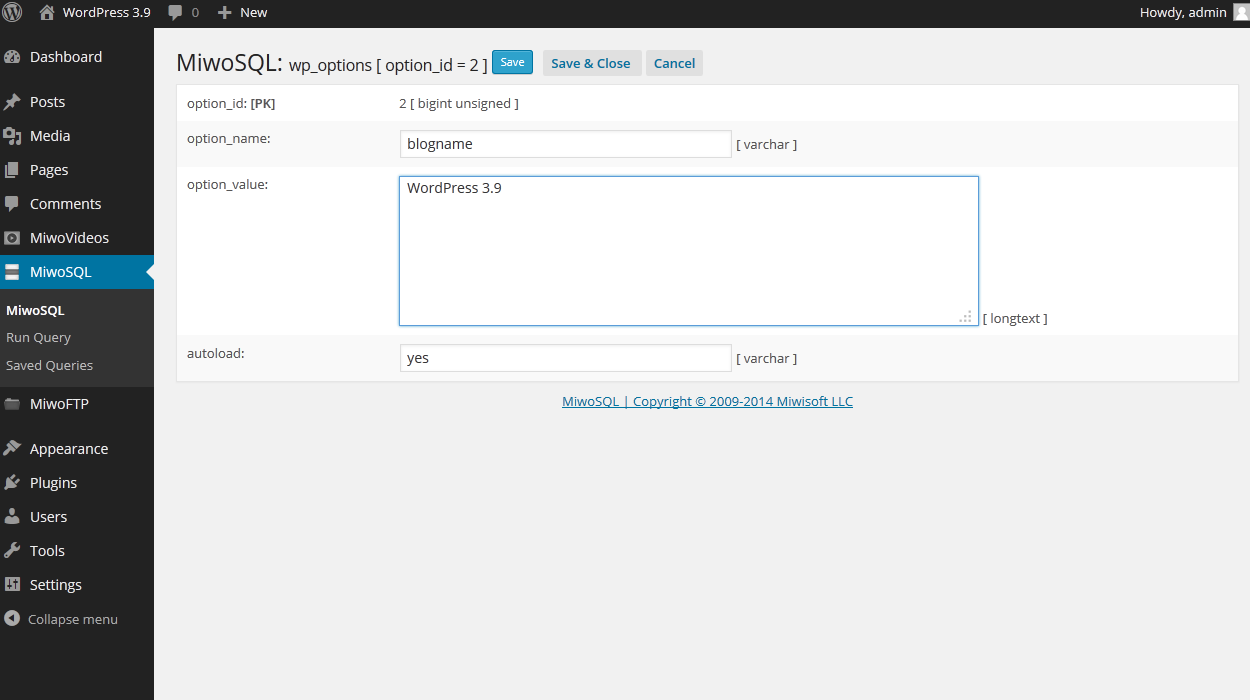 WordPress 3.9 0 New Howdy, admin
Dashboard
Posts
Media
Pages
Comments
MiwoVideos
MiwoSQL
MiwoSQL
Run Query
Saved Queries
MiwoFTP
Appearance
Plugins
Users
Tools
Settings
Collapse menu
MiwoSQL: wp_options [ option_id = 2 ] Save Save & Close Cancel
option_id: [PK] 2 [ bigint unsigned ]
option_name: blogname [ varchar ]
option_value: WordPress 3.9 [ longtext ]
autoload: yes [ varchar ]
MiwoSQL | Copyright © 2009-2014 Miwisoft LLC